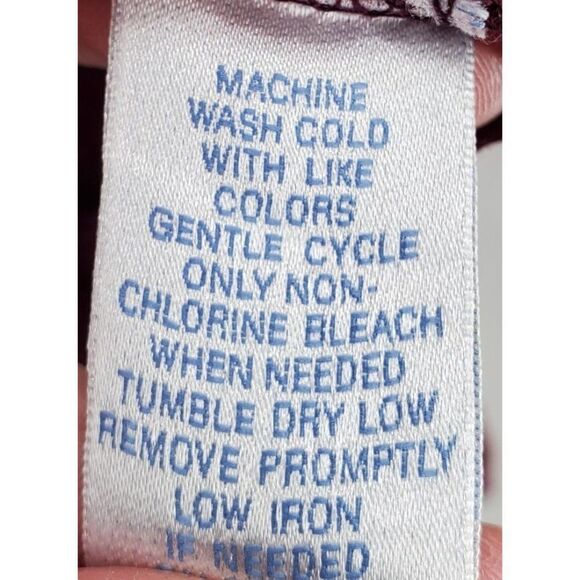 MACHINE
WASH COLD
WITH LIKE
COLORS
GENTLE CYCLE
ONLY NON-
CHLORINE BLEACH
WHEN NEEDED
TUMBLE DRY LOW
REMOVE PROMPTLY
LOW IRON
IF NEEDED